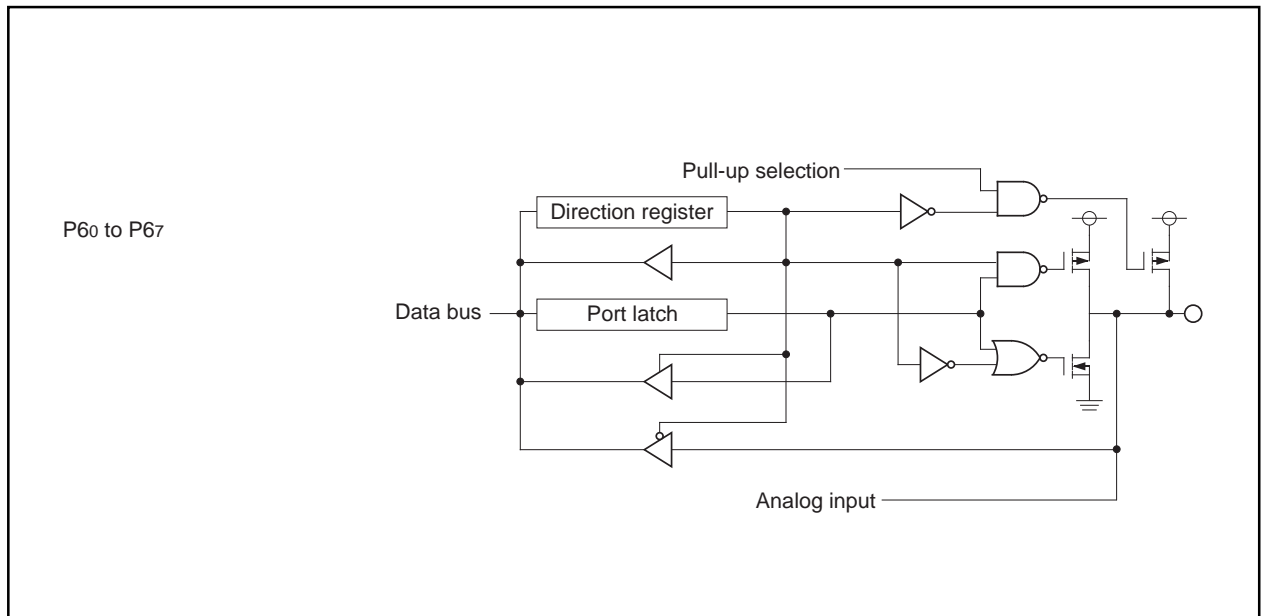 Pull-up selection
Direction register
P60 to P67
Data bus
Port latch
Analog input